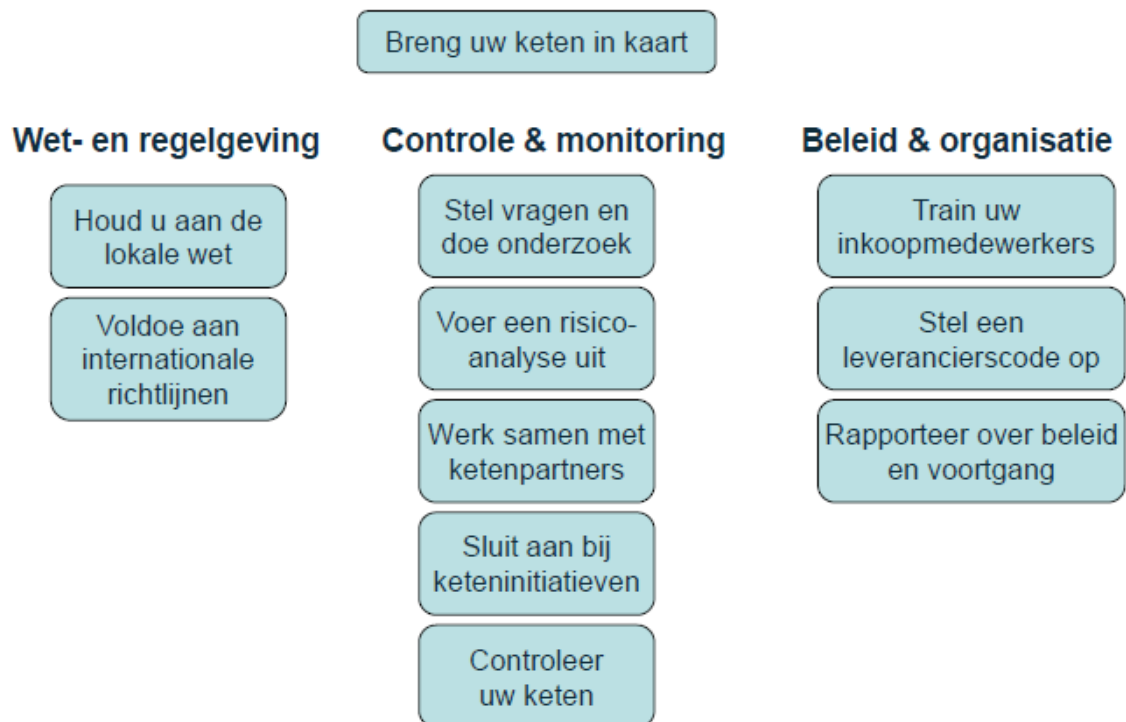 Breng uw keten in kaart
Wet- en regelgeving
Houd u aan de
lokale wet
Voldoe aan
internationale
richtlijnen
Controle & monitoring
Stel vragen en
doe onderzoek
Voer een risico-
analyse uit
Werk samen met
ketenpartners
Sluit aan bij
keteninitiatieven
Controleer
uw keten
Beleid & organisatie
Train uw
inkoopmedewerkers
Stel een
leverancierscode op
Rapporteer over beleid
en voortgang